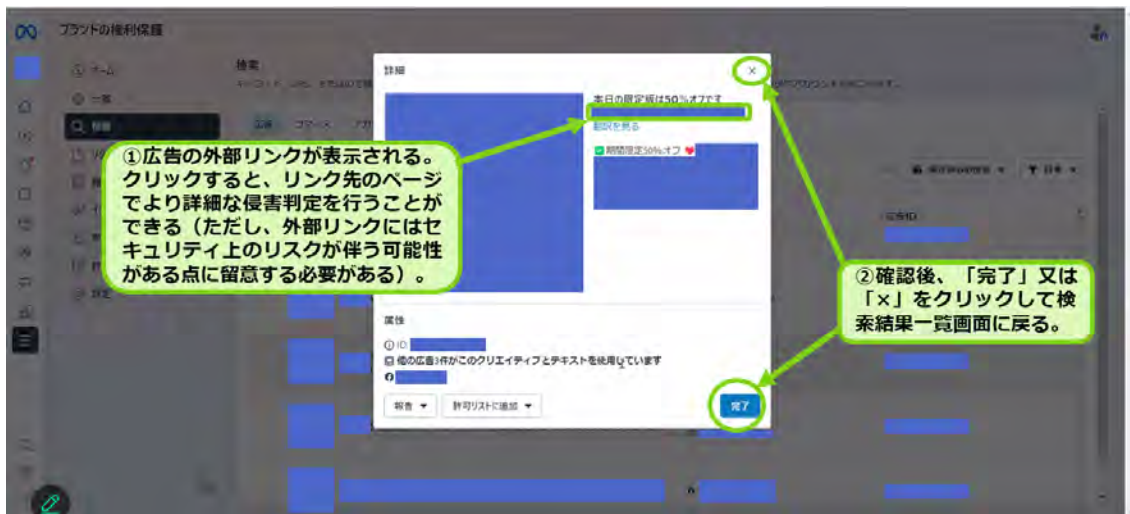 ブランドの権利保護
ホーム
検索
一覧
検索
詳細
本日の限定版は50%オフです
翻訳を見る
期間限定50%オフ
①広告の外部リンクが表示される。
クリックすると、リンク先のページ
でより詳細な侵害判定を行うことが
できる（ただし、外部リンクにはセ
キュリティ上のリスクが伴う可能性
がある点に留意する必要がある）。
広告ID
②確認後、「完了」又は
「×」をクリックして検
索結果一覧画面に戻る。
設定
属性
ID:
他の広告3件がこのクリエイティブとテキストを使用しています
報告
許可リストに追加
完了